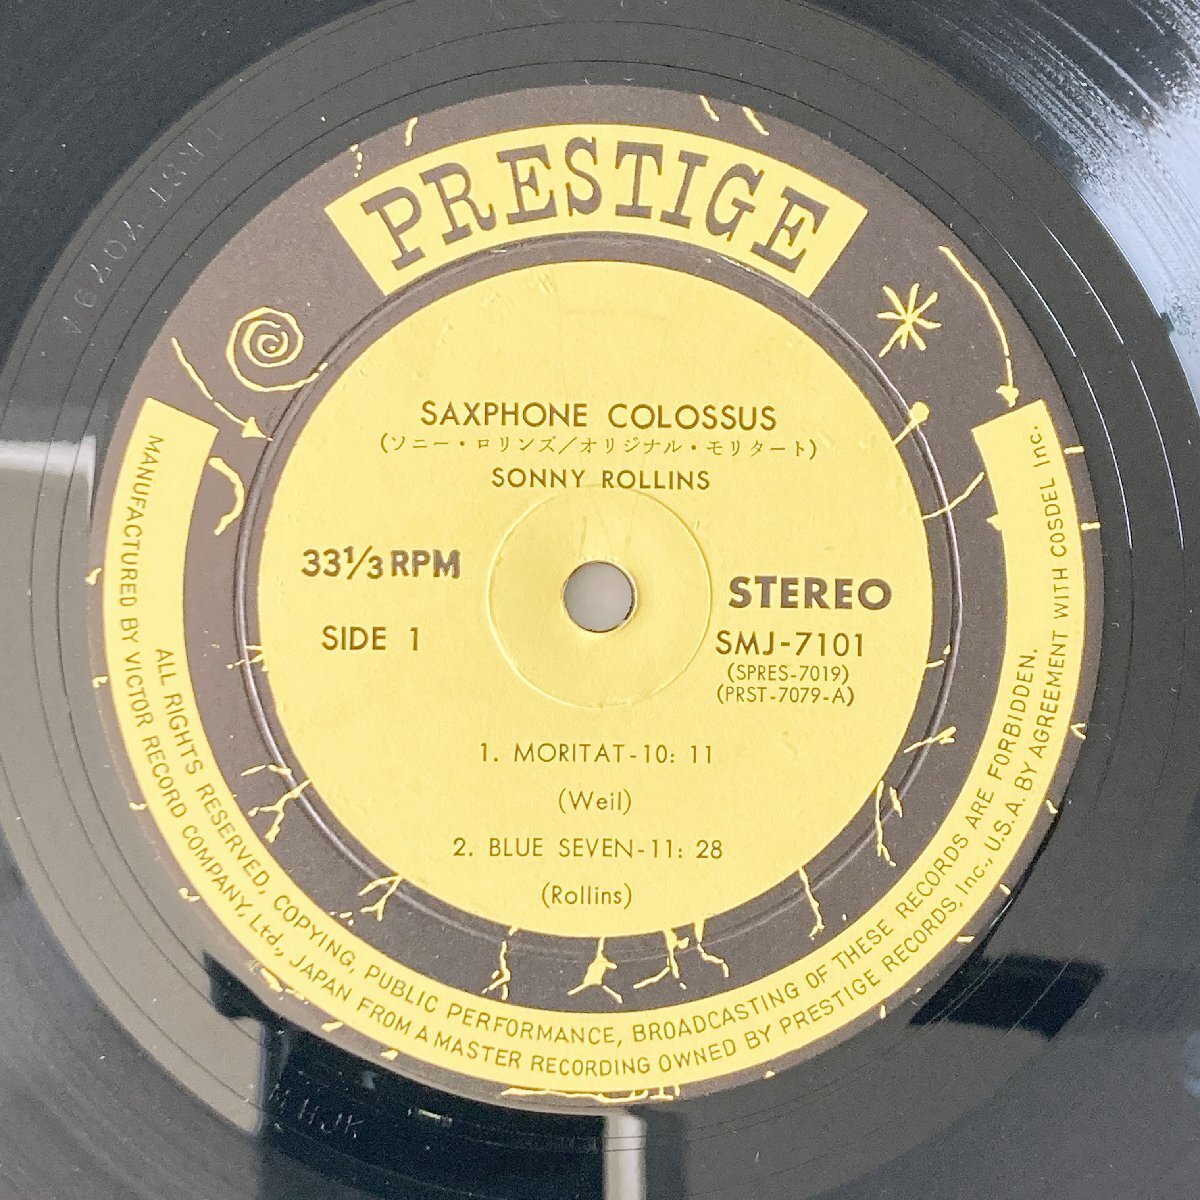 PRESTIGE
SAXPHONE COLOSSUS
(ソニー・ロリンズ/オリジナル・モリタート)
SONNY ROLLINS
33⅓ RPM
SIDE 1
STEREO
SMJ-7101
(SPRES-7019)
(PRST-7079-A)
1. MORITAT-10: 11
(Weil)
2. BLUE SEVEN-11: 28
(Rollins)
ALL RIGHTS RESERVED. COPYING, PUBLIC PERFORMANCE, BROADCASTING OF THESE RECORDS ARE FORBIDDEN.
MANUFACTURED BY VICTOR RECORD COMPANY, Ltd., JAPAN FROM A MASTER RECORDING OWNED BY PRESTIGE RECORDS, Inc., U.S.A. BY AGREEMENT WITH COSDEL Inc.